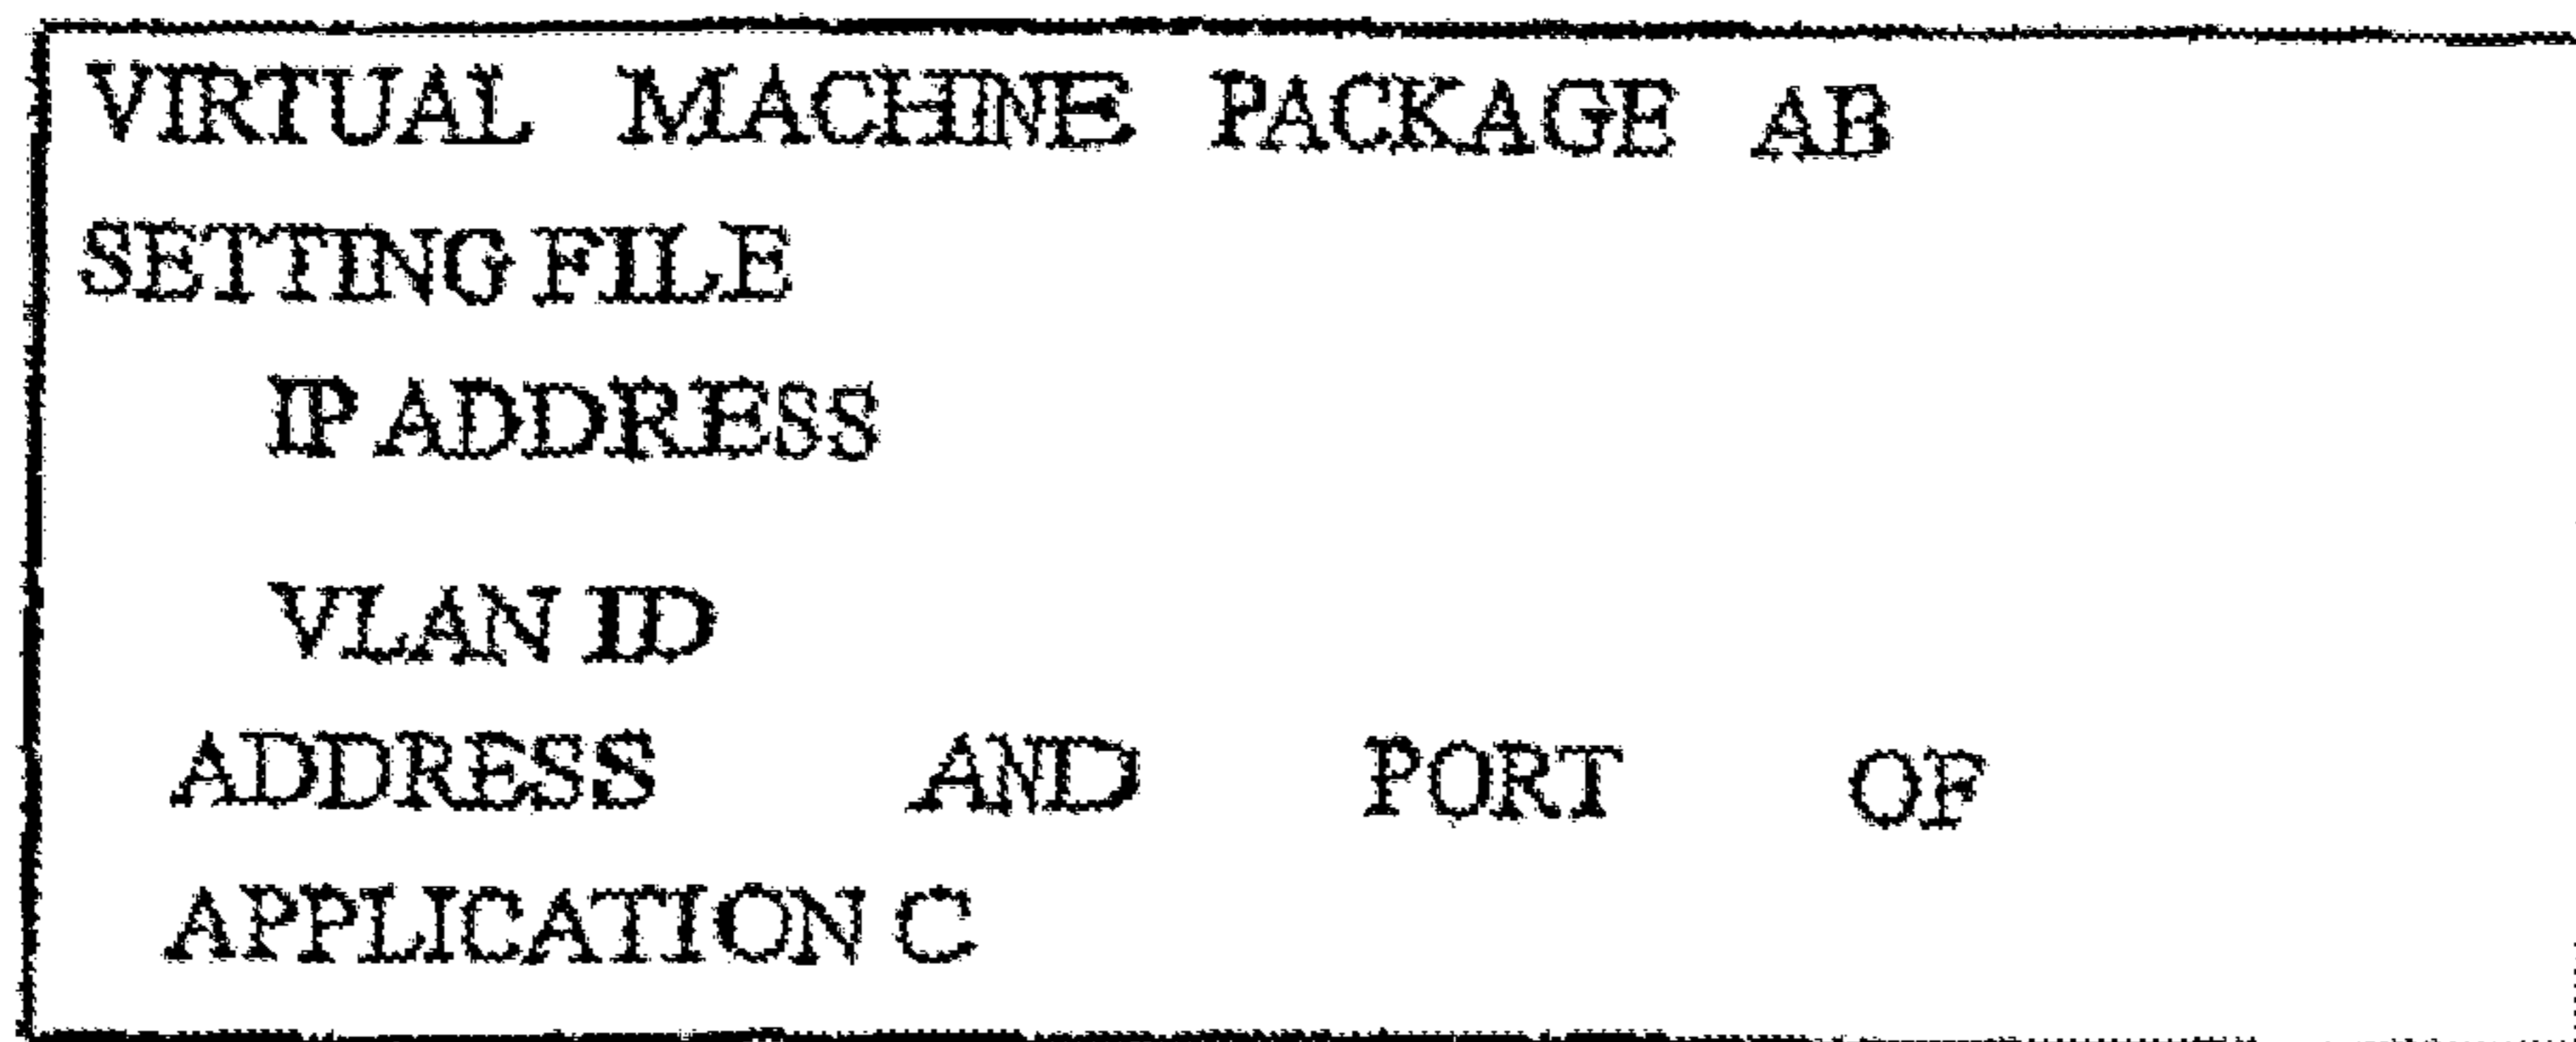 VIRTUAL MACHINE PACKAGE AB
SETTING FILE
IP ADDRESS
VLAN ID
ADDRESS AND PORT OF
APPLICATION C